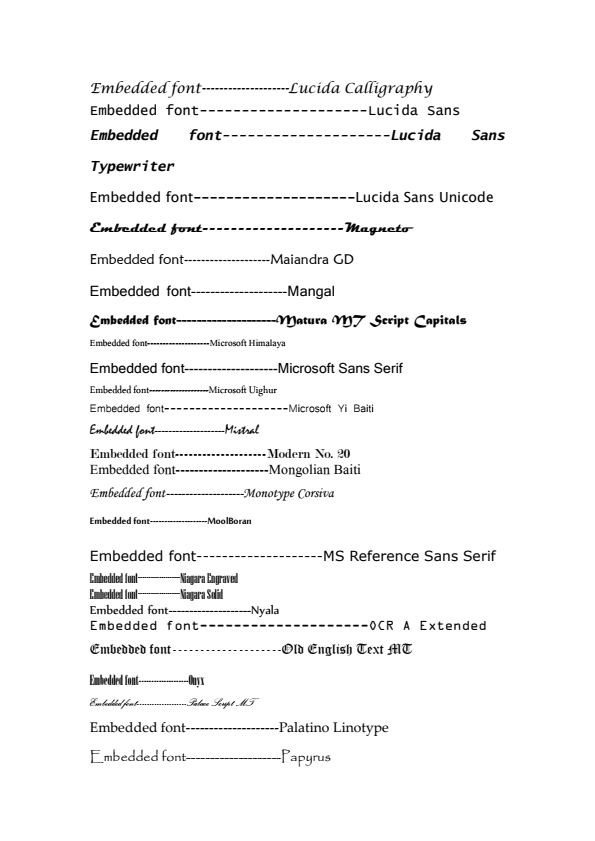 Embedded font--------------------Lucida Calligraphy
Embedded font--------------------Lucida Sans
Embedded font--------------------Lucida Sans
Typewriter
Embedded font--------------------Lucida Sans Unicode
Embedded font--------------------Magneto
Embedded font--------------------Maiandra GD
Embedded font--------------------Mangal
Embedded font--------------------Matura MT Script Capitals
Embedded font--------------------Microsoft Himalaya
Embedded font--------------------Microsoft Sans Serif
Embedded font--------------------Microsoft Uighur
Embedded font--------------------Microsoft Yi Baiti
Embedded font--------------------Mistral
Embedded font--------------------Modern No. 20
Embedded font--------------------Mongolian Baiti
Embedded font--------------------Monotype Corsiva
Embedded font--------------------MoolBoran
Embedded font--------------------MS Reference Sans Serif
Embedded font--------------------Niagara Engraved
Embedded font--------------------Niagara Solid
Embedded font--------------------Nyala
Embedded font--------------------OCR A Extended
Embedded font--------------------Old English Text MT
Embedded font--------------------Onyx
Embedded font--------------------Palace Script MT
Embedded font--------------------Palatino Linotype
Embedded font--------------------Papyrus